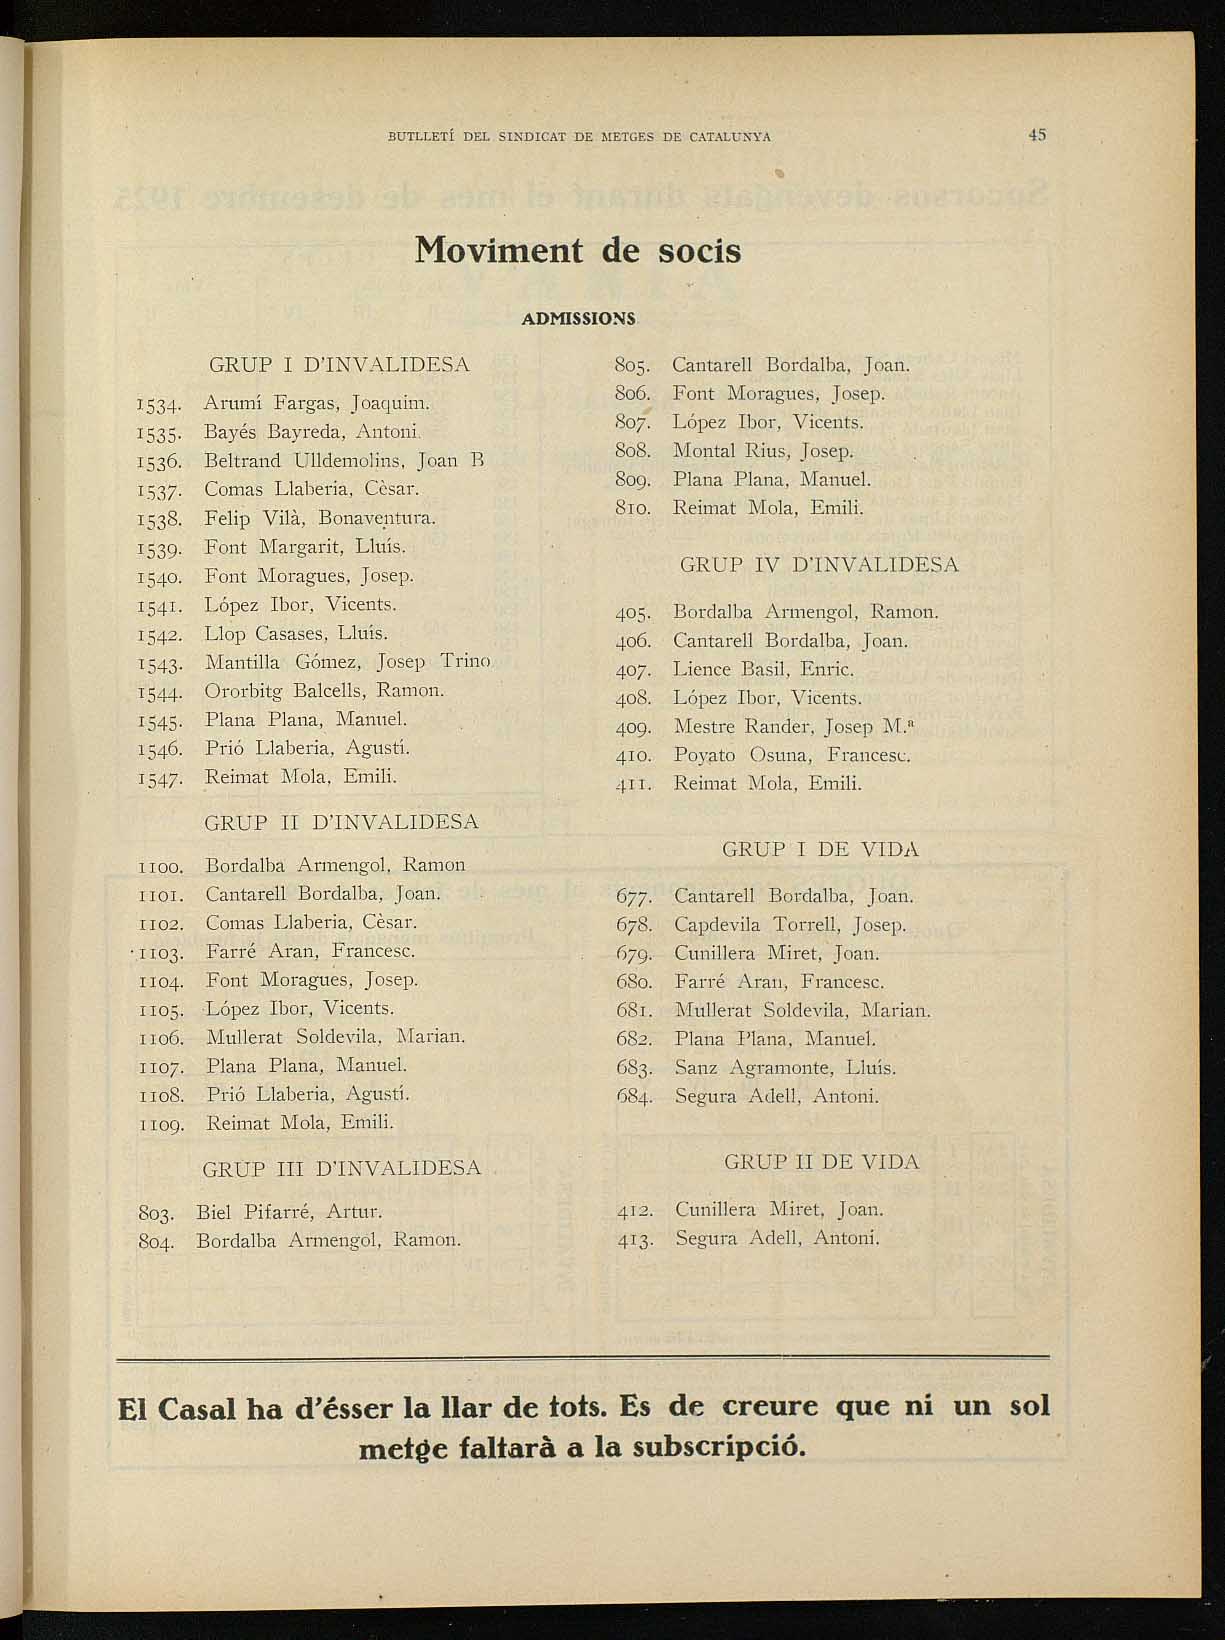 BUTLLETÍ DEL SINDICAT DE METGES DE CATALUNYA 45
Moviment de socis
ADMISSIONS
GRUP I D'INVALIDESA
1534. Arumí Fargas, Joaquim.
1535. Bayés Bayreda, Antoni.
1536. Beltrand Ulldemolins, Joan B
1537. Comas Llaberia, Cèsar.
1538. Felip Vilà, Bonaventura.
1539. Font Margarit, Lluís.
1540. Font Moragues, Josep.
1541. López Ibor, Vicents.
1542. Llop Casases, Lluís.
1543. Mantilla Gómez, Josep Trino
1544. Ororbitg Balcells, Ramon.
1545. Plana Plana, Manuel.
1546. Prió Llaberia, Agustí.
1547. Reimat Mola, Emili.
GRUP II D'INVALIDESA
1100. Bordalba Armengol, Ramon
1101. Cantarell Bordalba, Joan.
1102. Comas Llaberia, Cèsar.
1103. Farré Aran, Francesc.
1104. Font Moragues, Josep.
1105. López Ibor, Vicents.
1106. Mullerat Soldevila, Marian.
1107. Plana Plana, Manuel.
1108. Prió Llaberia, Agustí.
1109. Reimat Mola, Emili.
GRUP III D'INVALIDESA
803. Biel Pifarré, Artur.
804. Bordalba Armengol, Ramon.
805. Cantarell Bordalba, Joan.
806. Font Moragues, Josep.
807. López Ibor, Vicents.
808. Montal Rius, Josep.
809. Plana Plana, Manuel.
810. Reimat Mola, Emili.
GRUP IV D'INVALIDESA
405. Bordalba Armengol, Ramon.
406. Cantarell Bordalba, Joan.
407. Lience Basil, Enric.
408. López Ibor, Vicents.
409. Mestre Rander, Josep M.ª
410. Poyato Osuna, Francesc.
411. Reimat Mola, Emili.
GRUP I DE VIDA
677. Cantarell Bordalba, Joan.
678. Capdevila Torrell, Josep.
679. Cunillera Miret, Joan.
680. Farré Aran, Francesc.
681. Mullerat Soldevila, Marian.
682. Plana Plana, Manuel.
683. Sanz Agramonte, Lluís.
684. Segura Adell, Antoni.
GRUP II DE VIDA
412. Cunillera Miret, Joan.
413. Segura Adell, Antoni.
El Casal ha d'ésser la llar de tots. Es de creure que ni un sol
metge faltarà a la subscripció.